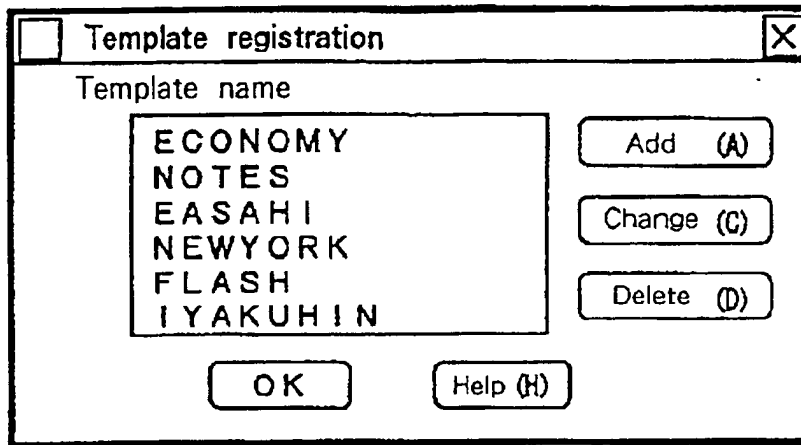 Template registration
Template name
ECONOMY
NOTES
EASAHI
NEWYORK
FLASH
IYAKUHIN
Add (A)
Change (C)
Delete (D)
OK
Help (H)